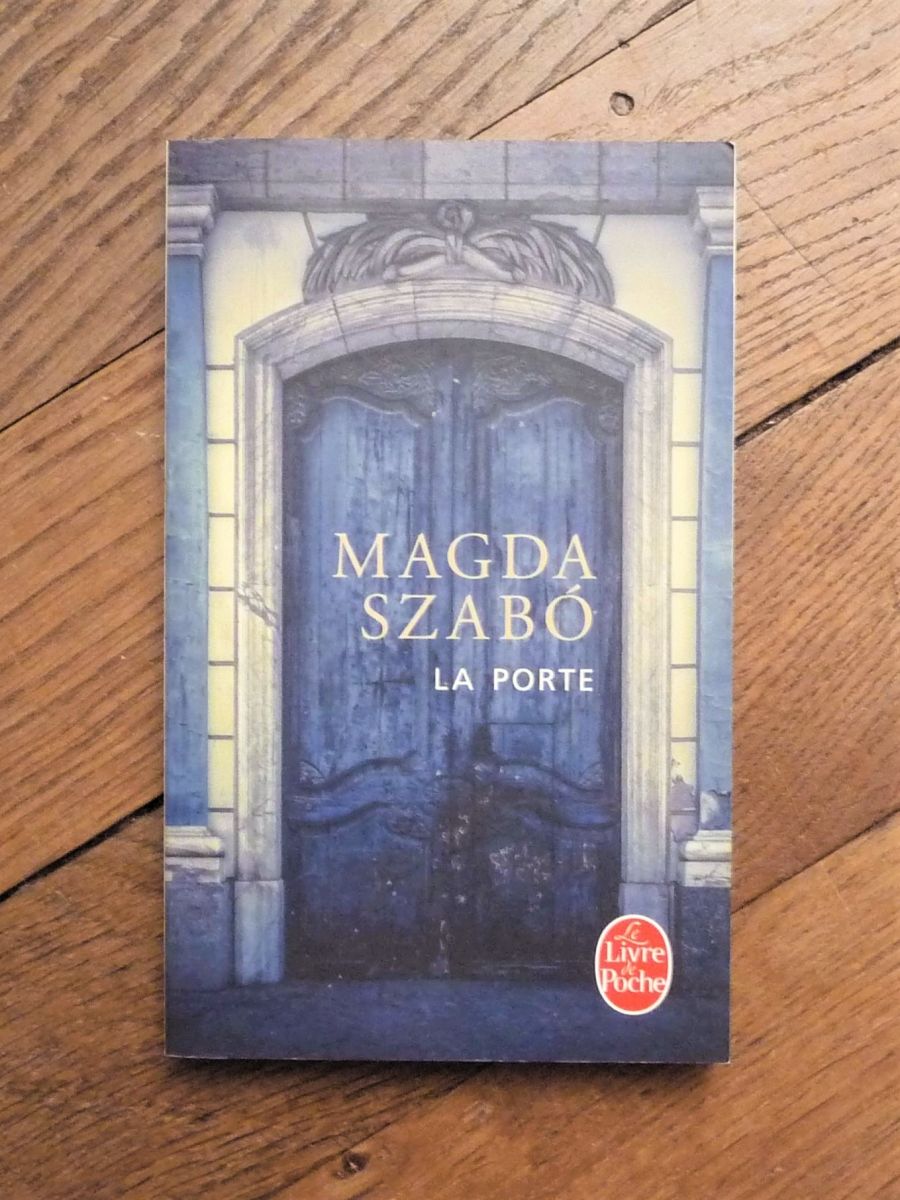 MAGDA
SZABÓ
LA PORTE
Le
Livre
de
Poche